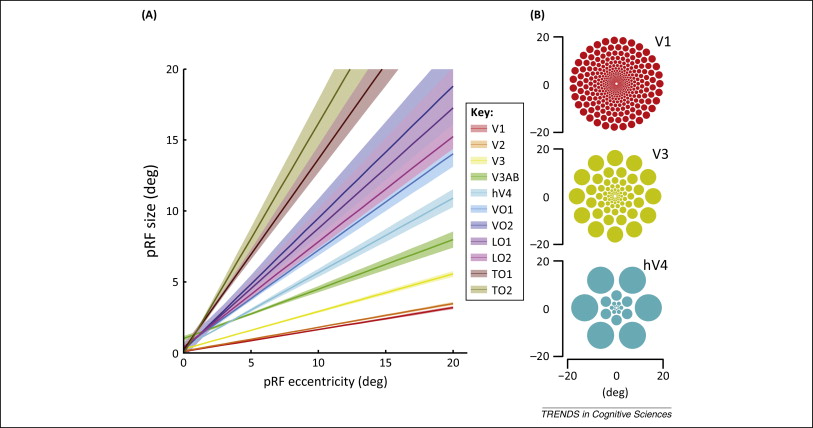 (A)
(B)
pRF size (deg)
20
15
10
5
0
0
5
10
15
20
pRF eccentricity (deg)
Key:
V1
V2
V3
V3AB
hV4
VO1
VO2
LO1
LO2
TO1
TO2
V1
20
0
−20
V3
20
0
−20
hV4
20
0
−20
−20
0
20
(deg)
TRENDS in Cognitive Sciences